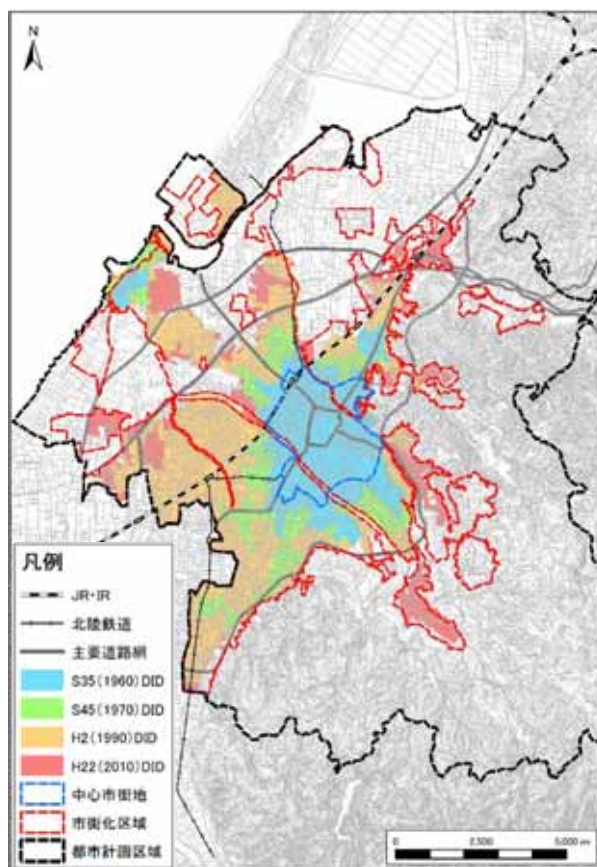 N
凡例
JR・IR
北陸鉄道
主要道路網
S35(1960)DID
S45(1970)DID
H2(1990)DID
H22(2010)DID
中心市街地
市街化区域
都市計画区域
0 2,500 5,000 m